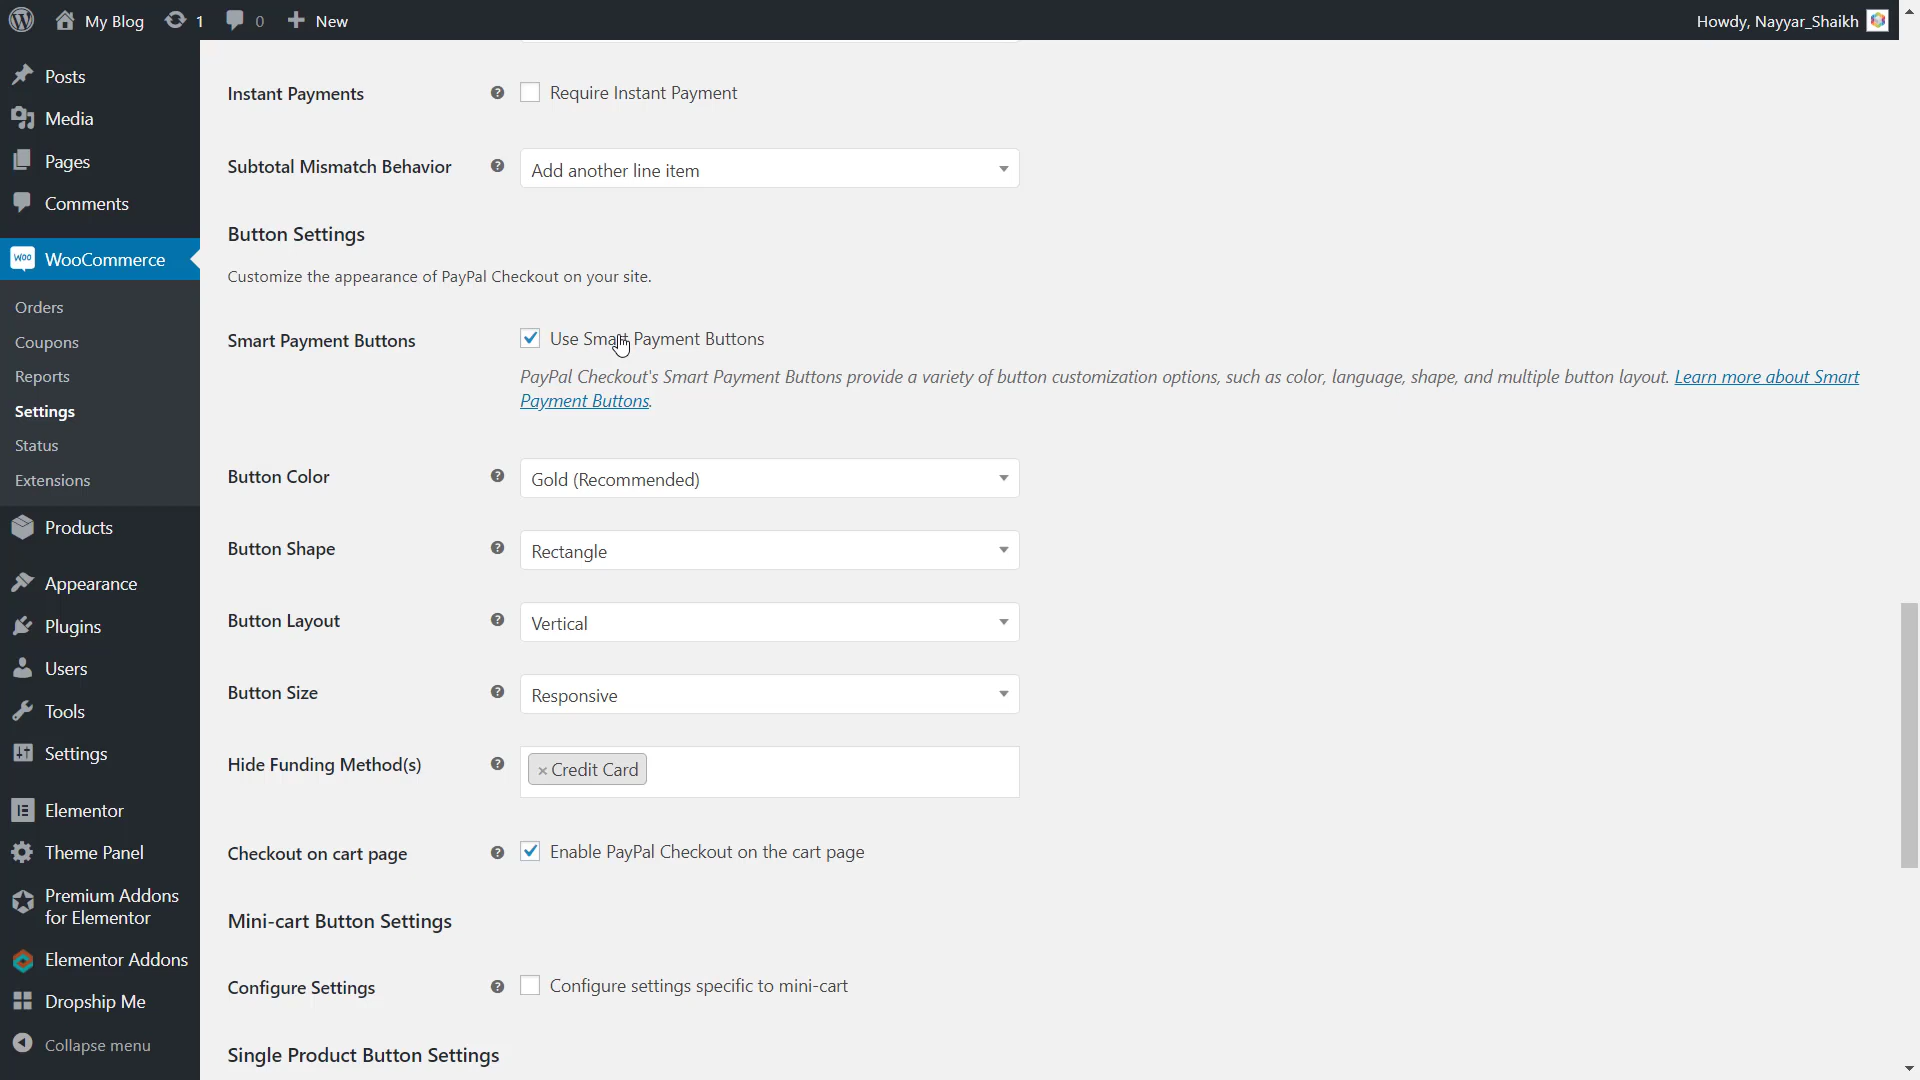 My Blog 1 0 New Howdy, Nayyar_Shaikh
Posts
Media
Pages
Comments
WooCommerce
Orders
Coupons
Reports
Settings
Status
Extensions
Products
Appearance
Plugins
Users
Tools
Settings
Elementor
Theme Panel
Premium Addons
for Elementor
Elementor Addons
Dropship Me
Collapse menu
Instant Payments Require Instant Payment
Subtotal Mismatch Behavior Add another line item
Button Settings
Customize the appearance of PayPal Checkout on your site.
Smart Payment Buttons Use Smart Payment Buttons
PayPal Checkout's Smart Payment Buttons provide a variety of button customization options, such as color, language, shape, and multiple button layout. Learn more about Smart
Payment Buttons.
Button Color Gold (Recommended)
Button Shape Rectangle
Button Layout Vertical
Button Size Responsive
Hide Funding Method(s) × Credit Card
Checkout on cart page Enable PayPal Checkout on the cart page
Mini-cart Button Settings
Configure Settings Configure settings specific to mini-cart
Single Product Button Settings